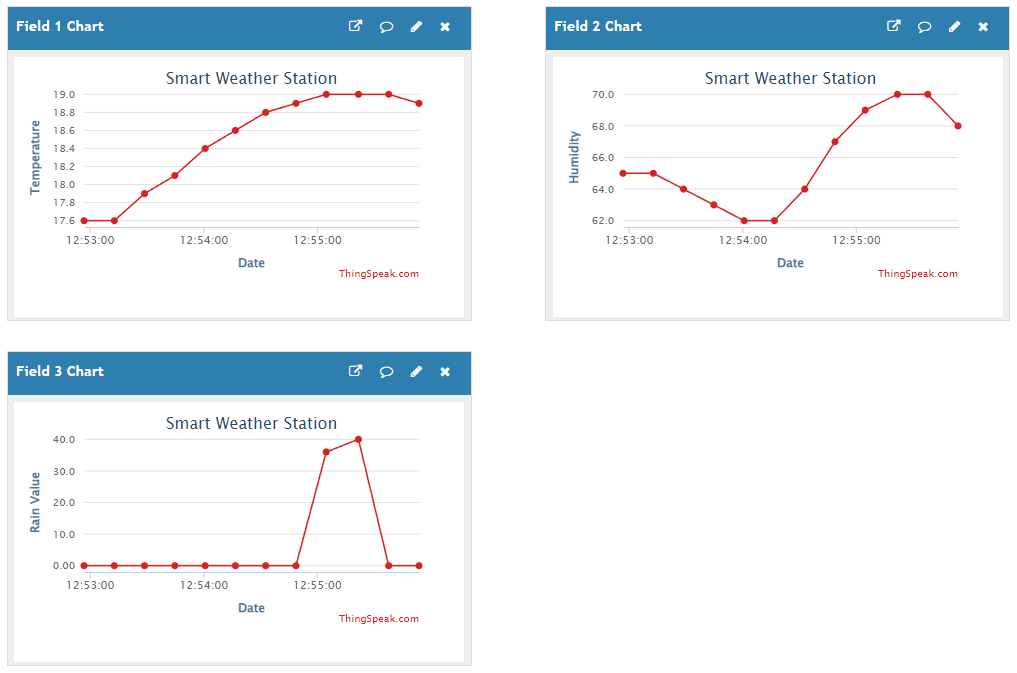 Field 1 Chart
Smart Weather Station
Temperature
19.0
18.8
18.6
18.4
18.2
18.0
17.8
17.6
12:53:00 12:54:00 12:55:00
Date
ThingSpeak.com
Field 2 Chart
Smart Weather Station
Humidity
70.0
68.0
66.0
64.0
62.0
12:53:00 12:54:00 12:55:00
Date
ThingSpeak.com
Field 3 Chart
Smart Weather Station
Rain Value
40.0
30.0
20.0
10.0
0.00
12:53:00 12:54:00 12:55:00
Date
ThingSpeak.com